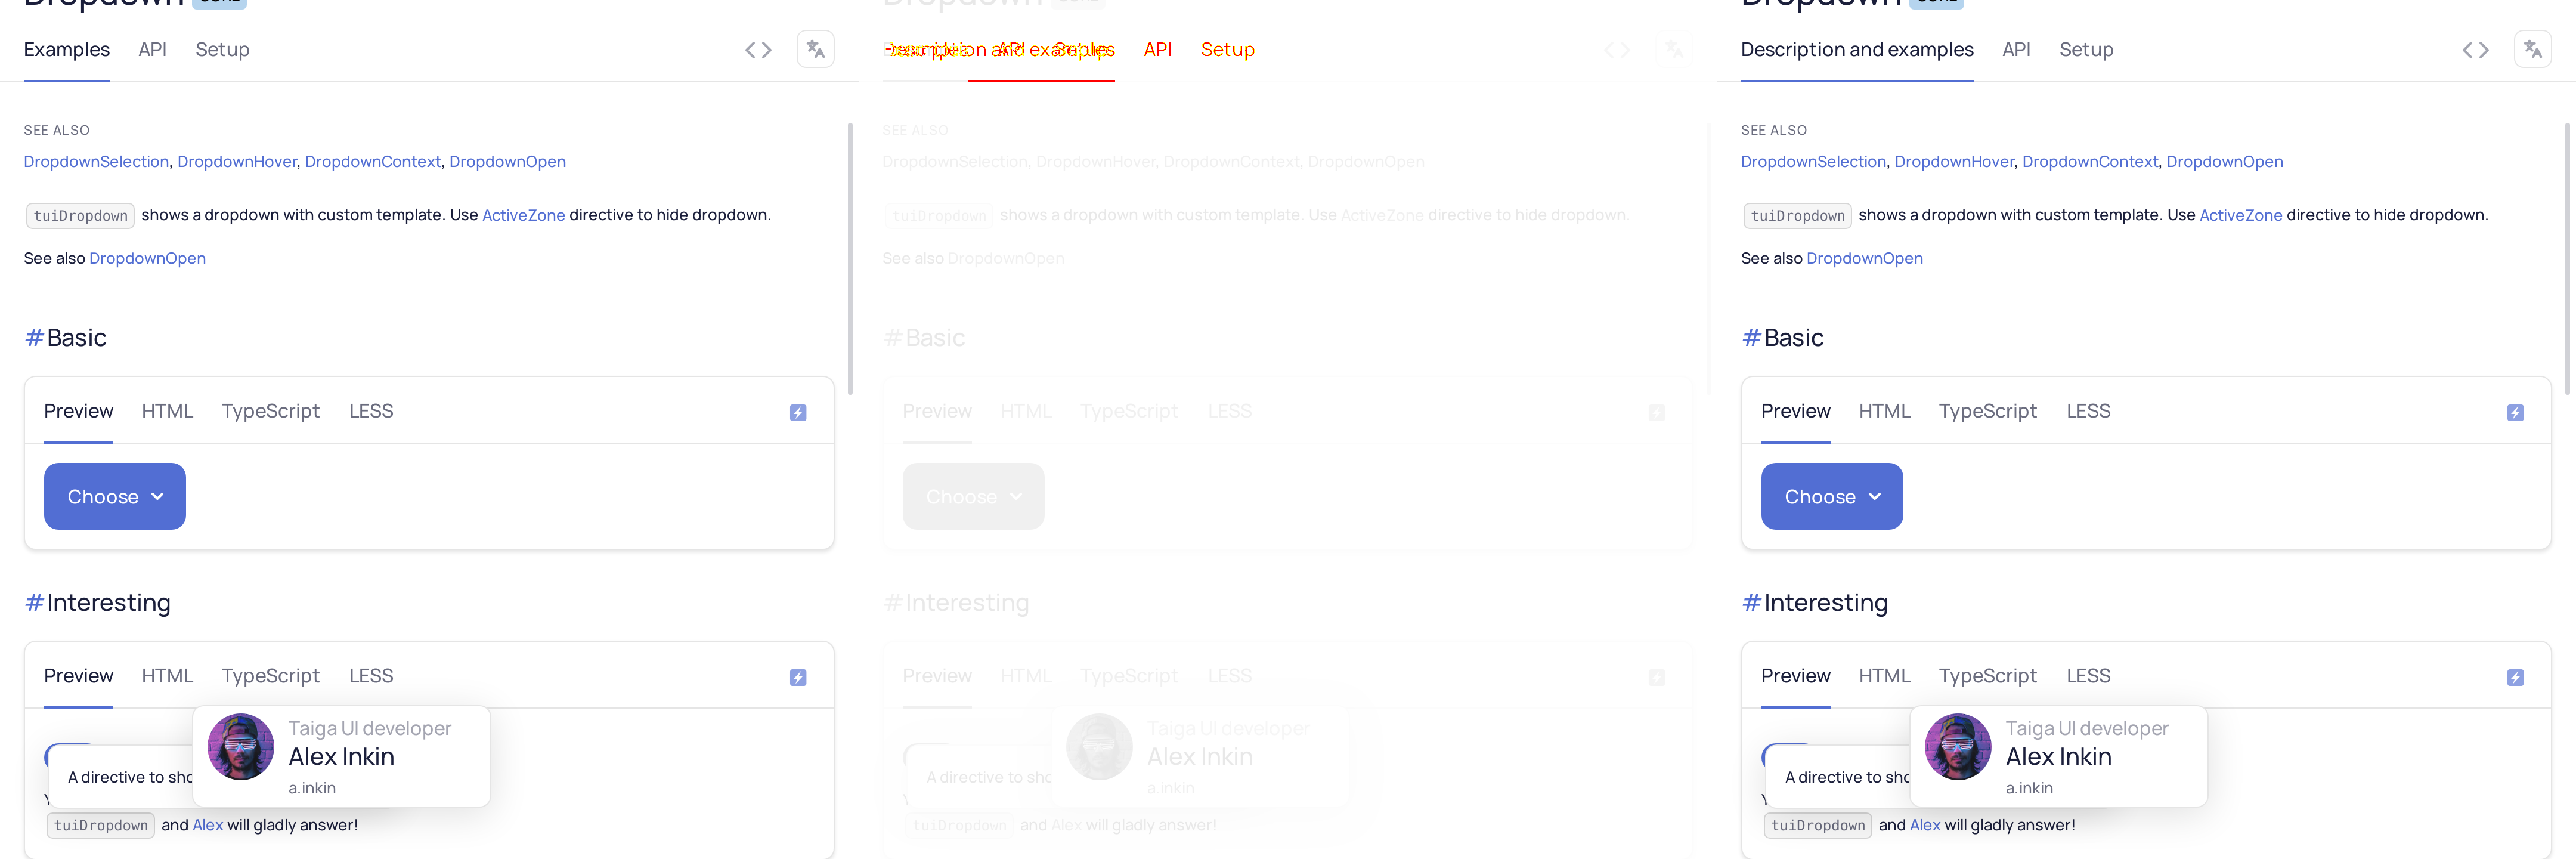 Dropdown CORE
Examples API Setup
SEE ALSO
DropdownSelection, DropdownHover, DropdownContext, DropdownOpen
tuiDropdown shows a dropdown with custom template. Use ActiveZone directive to hide dropdown.
See also DropdownOpen
#Basic
Preview HTML TypeScript LESS
Choose
#Interesting
Preview HTML TypeScript LESS
Taiga UI developer
Alex Inkin
a.inkin
A directive to sho
tuiDropdown and Alex will gladly answer!
Dropdown
and examples API Setup
SEE ALSO
DropdownSelection, DropdownHover, DropdownContext, DropdownOpen
tuiDropdown shows a dropdown with custom template. Use ActiveZone directive to hide dropdown.
See also DropdownOpen
#Basic
Preview HTML TypeScript LESS
Choose
#Interesting
Preview HTML TypeScript LESS
Taiga UI developer
Alex Inkin
a.inkin
A directive to sho
tuiDropdown and Alex will gladly answer!
Dropdown CORE
Description and examples API Setup
SEE ALSO
DropdownSelection, DropdownHover, DropdownContext, DropdownOpen
tuiDropdown shows a dropdown with custom template. Use ActiveZone directive to hide dropdown.
See also DropdownOpen
#Basic
Preview HTML TypeScript LESS
Choose
#Interesting
Preview HTML TypeScript LESS
Taiga UI developer
Alex Inkin
a.inkin
A directive to sho
tuiDropdown and Alex will gladly answer!